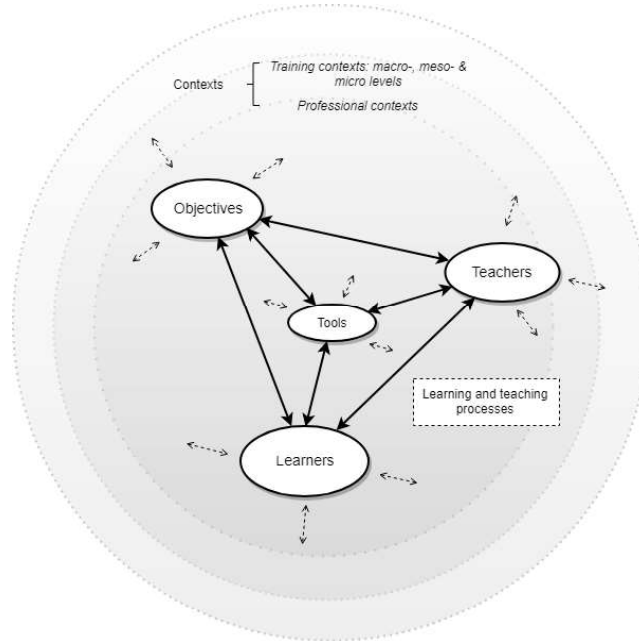 Training contexts: macro-, meso- &
micro levels
Contexts
Professional contexts
Objectives
Teachers
Tools
Learning and teaching
processes
Learners